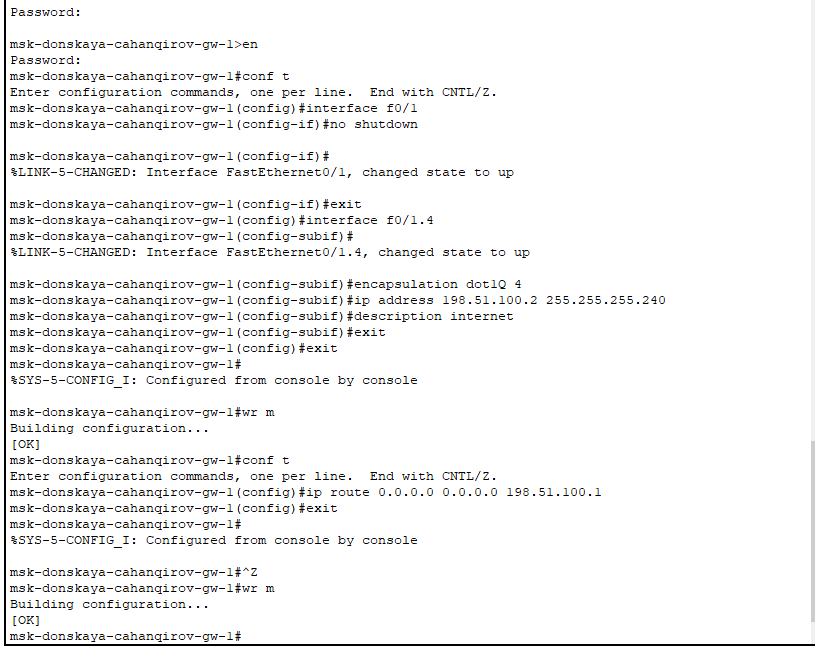 Password:
msk-donskaya-cahanqirov-gw-1>en
Password:
msk-donskaya-cahanqirov-gw-1#conf t
Enter configuration commands, one per line.  End with CNTL/Z.
msk-donskaya-cahanqirov-gw-1(config)#interface f0/1
msk-donskaya-cahanqirov-gw-1(config-if)#no shutdown
msk-donskaya-cahanqirov-gw-1(config-if)#
%LINK-5-CHANGED: Interface FastEthernet0/1, changed state to up
msk-donskaya-cahanqirov-gw-1(config-if)#exit
msk-donskaya-cahanqirov-gw-1(config)#interface f0/1.4
msk-donskaya-cahanqirov-gw-1(config-subif)#
%LINK-5-CHANGED: Interface FastEthernet0/1.4, changed state to up
msk-donskaya-cahanqirov-gw-1(config-subif)#encapsulation dot1Q 4
msk-donskaya-cahanqirov-gw-1(config-subif)#ip address 198.51.100.2 255.255.255.240
msk-donskaya-cahanqirov-gw-1(config-subif)#description internet
msk-donskaya-cahanqirov-gw-1(config-subif)#exit
msk-donskaya-cahanqirov-gw-1(config)#exit
msk-donskaya-cahanqirov-gw-1#
%SYS-5-CONFIG_I: Configured from console by console
msk-donskaya-cahanqirov-gw-1#wr m
Building configuration...
[OK]
msk-donskaya-cahanqirov-gw-1#conf t
Enter configuration commands, one per line.  End with CNTL/Z.
msk-donskaya-cahanqirov-gw-1(config)#ip route 0.0.0.0 0.0.0.0 198.51.100.1
msk-donskaya-cahanqirov-gw-1(config)#exit
msk-donskaya-cahanqirov-gw-1#
%SYS-5-CONFIG_I: Configured from console by console
msk-donskaya-cahanqirov-gw-1#^Z
msk-donskaya-cahanqirov-gw-1#wr m
Building configuration...
[OK]
msk-donskaya-cahanqirov-gw-1#